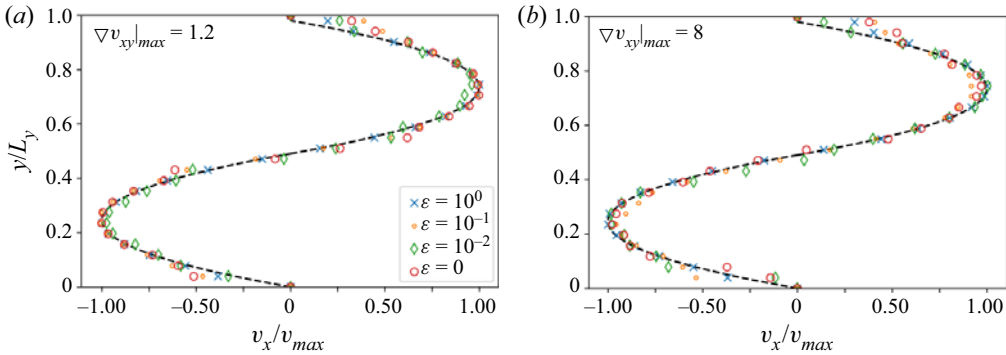 (a)
▽v_xy|_max = 1.2
1.0
0.8
0.6
0.4
0.2
0
y/L_y
ε = 10^0
ε = 10^-1
ε = 10^-2
ε = 0
−1.00 −0.50 0 0.50 1.00
v_x/v_max
(b)
▽v_xy|_max = 8
1.0
0.8
0.6
0.4
0.2
0
−1.00 −0.50 0 0.50 1.00
v_x/v_max